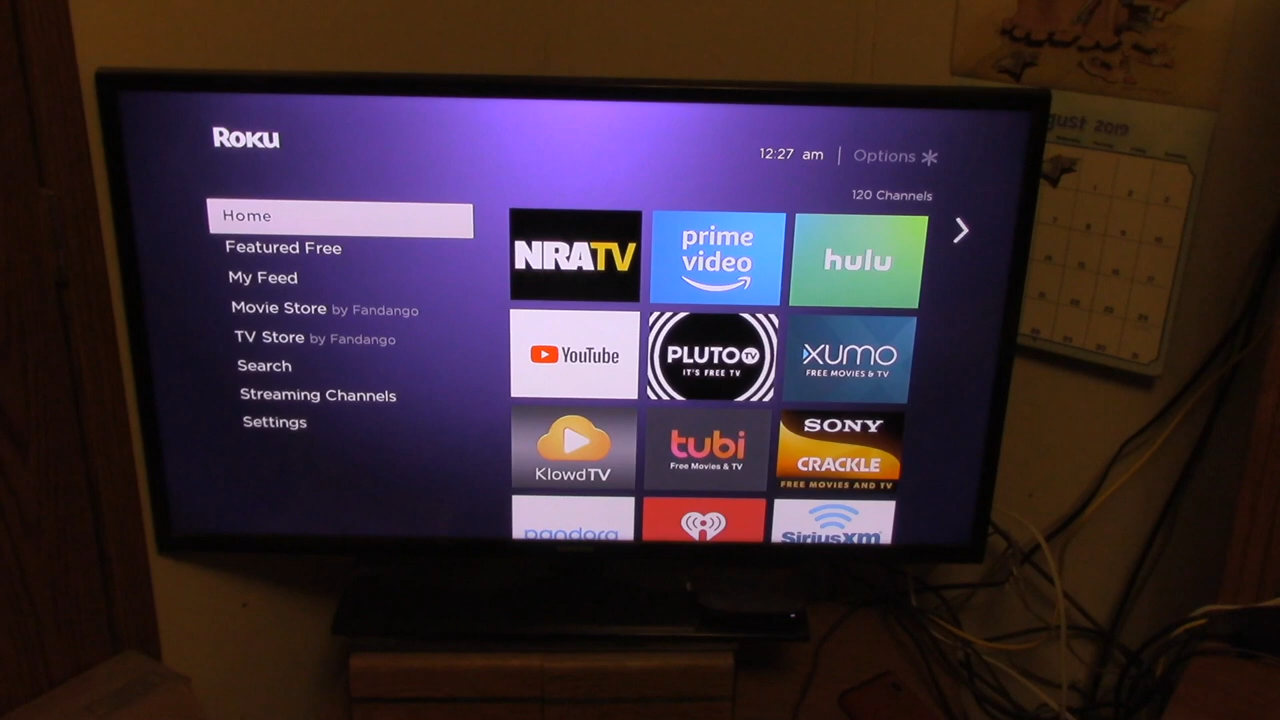 Roku
12:27 am | Options
120 Channels
Home
Featured Free
My Feed
Movie Store by Fandango
TV Store by Fandango
Search
Streaming Channels
Settings
NRATV
prime
video
hulu
YouTube
PLUTO TV
IT'S FREE TV
XUMO
FREE MOVIES & TV
KlowdTV
tubi
Free Movies & TV
SONY
CRACKLE
FREE MOVIES AND TV
pandora
SiriusXM
gust 2019